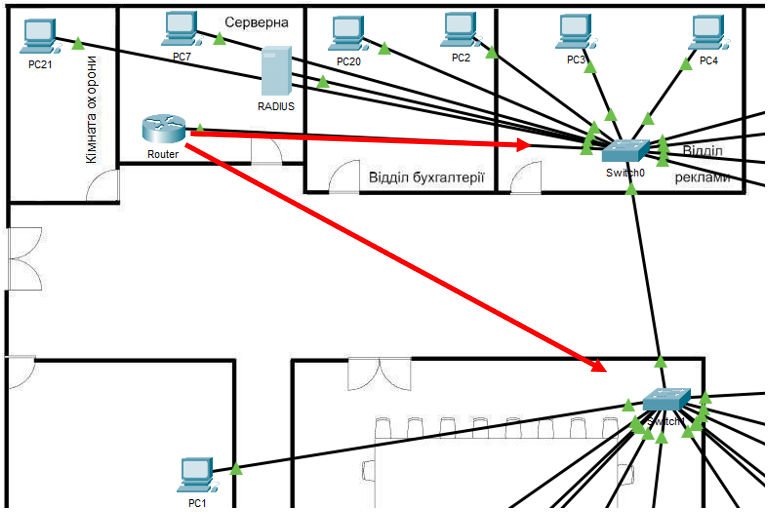 Серверна
PC21
PC7
PC20
PC2
PC3
PC4
RADIUS
Кімната охорони
Router
Відділ бухгалтерії
Відділ
реклами
Switch0
Switch1
PC1